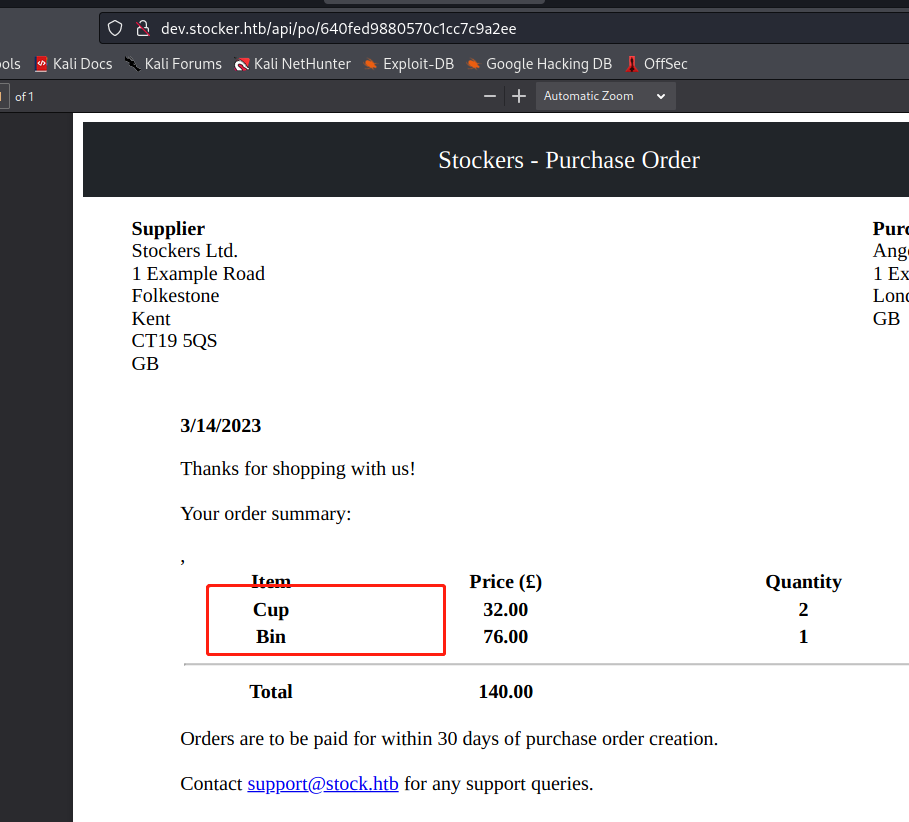 dev.stocker.htb/api/po/640fed9880570c1cc7c9a2ee
ols Kali Docs Kali Forums Kali NetHunter Exploit-DB Google Hacking DB OffSec
of 1 Automatic Zoom
Stockers - Purchase Order
Supplier Purc
Stockers Ltd. Ange
1 Example Road 1 Ex
Folkestone Lond
Kent GB
CT19 5QS
GB
3/14/2023
Thanks for shopping with us!
Your order summary:
,
Item Price (£) Quantity
Cup 32.00 2
Bin 76.00 1
Total 140.00
Orders are to be paid for within 30 days of purchase order creation.
Contact support@stock.htb for any support queries.